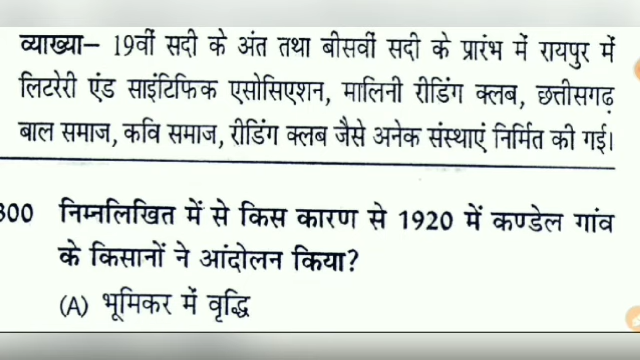 व्याख्या– 19वीं सदी के अंत तथा बीसवीं सदी के प्रारंभ में रायपुर में
लिटरेरी एंड साइंटिफिक एसोसिएशन, मालिनी रीडिंग क्लब, छत्तीसगढ़
बाल समाज, कवि समाज, रीडिंग क्लब जैसे अनेक संस्थाएं निर्मित की गई।
300 निम्नलिखित में से किस कारण से 1920 में कण्डेल गांव
के किसानों ने आंदोलन किया?
(A) भूमिकर में वृद्धि